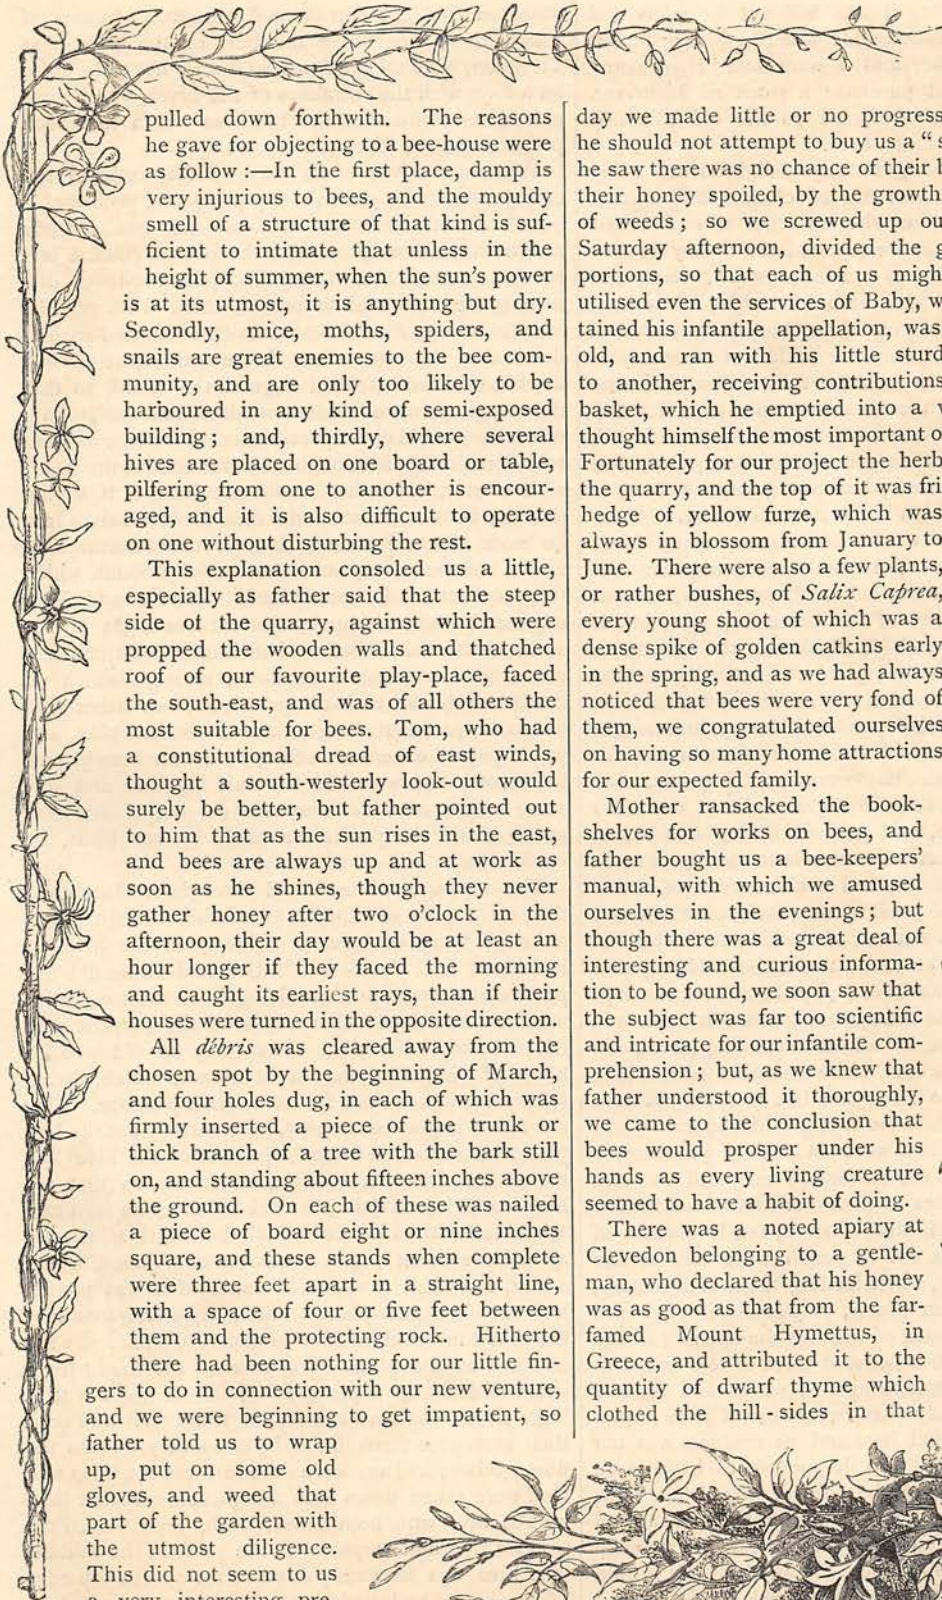 pulled down forthwith. The reasons
he gave for objecting to a bee-house were
as follow :—In the first place, damp is
very injurious to bees, and the mouldy
smell of a structure of that kind is suf-
ficient to intimate that unless in the
height of summer, when the sun's power
is at its utmost, it is anything but dry.
Secondly, mice, moths, spiders, and
snails are great enemies to the bee com-
munity, and are only too likely to be
harboured in any kind of semi-exposed
building; and, thirdly, where several
hives are placed on one board or table,
pilfering from one to another is encour-
aged, and it is also difficult to operate
on one without disturbing the rest.
This explanation consoled us a little,
especially as father said that the steep
side of the quarry, against which were
propped the wooden walls and thatched
roof of our favourite play-place, faced
the south-east, and was of all others the
most suitable for bees. Tom, who had
a constitutional dread of east winds,
thought a south-westerly look-out would
surely be better, but father pointed out
to him that as the sun rises in the east,
and bees are always up and at work as
soon as he shines, though they never
gather honey after two o'clock in the
afternoon, their day would be at least an
hour longer if they faced the morning
and caught its earliest rays, than if their
houses were turned in the opposite direction.
All débris was cleared away from the
chosen spot by the beginning of March,
and four holes dug, in each of which was
firmly inserted a piece of the trunk or
thick branch of a tree with the bark still
on, and standing about fifteen inches above
the ground. On each of these was nailed
a piece of board eight or nine inches
square, and these stands when complete
were three feet apart in a straight line,
with a space of four or five feet between
them and the protecting rock. Hitherto
there had been nothing for our little fin-
gers to do in connection with our new venture,
and we were beginning to get impatient, so
father told us to wrap
up, put on some old
gloves, and weed that
part of the garden with
the utmost diligence.
This did not seem to us
a very interesting pre-
day we made little or no progress
he should not attempt to buy us a "
he saw there was no chance of their
their honey spoiled, by the growth
of weeds; so we screwed up
Saturday afternoon, divided the
portions, so that each of us
utilised even the services of Baby,
tained his infantile appellation, was
old, and ran with his little
to another, receiving contributions
basket, which he emptied into a
thought himself the most important
Fortunately for our project the herb
the quarry, and the top of it was
hedge of yellow furze, which was
always in blossom from January to
June. There were also a few plants,
or rather bushes, of Salix Caprea,
every young shoot of which was a
dense spike of golden catkins early
in the spring, and as we had always
noticed that bees were very fond of
them, we congratulated ourselves
on having so many home attractions
for our expected family.
Mother ransacked the book-
shelves for works on bees, and
father bought us a bee-keepers'
manual, with which we amused
ourselves in the evenings; but
though there was a great deal of
interesting and curious informa-
tion to be found, we soon saw that
the subject was far too scientific
and intricate for our infantile com-
prehension; but, as we knew that
father understood it thoroughly,
we came to the conclusion that
bees would prosper under his
hands as every living creature
seemed to have a habit of doing.
There was a noted apiary at
Clevedon belonging to a gentle-
man, who declared that his honey
was as good as that from the far-
famed Mount Hymettus, in
Greece, and attributed it to the
quantity of dwarf thyme which
clothed the hill-sides in that